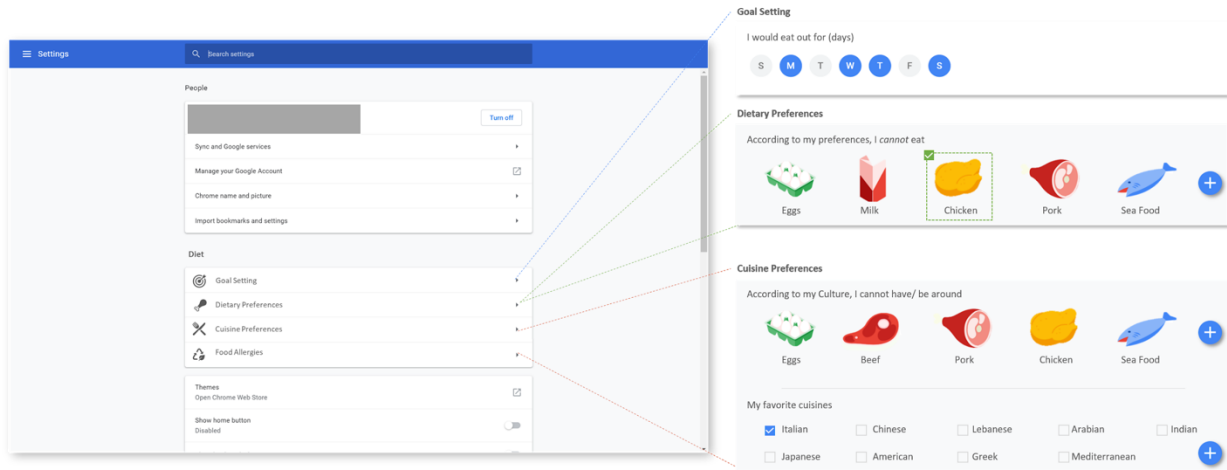 Settings
Search settings
People
Turn off
Sync and Google services
Manage your Google Account
Chrome name and picture
Import bookmarks and settings
Diet
Goal Setting
Dietary Preferences
Cuisine Preferences
Food Allergies
Themes
Open Chrome Web Store
Show home button
Disabled
Goal Setting
I would eat out for (days)
S M T W T F S
Dietary Preferences
According to my preferences, I cannot eat
Eggs Milk Chicken Pork Sea Food
Cuisine Preferences
According to my Culture, I cannot have/ be around
Eggs Beef Pork Chicken Sea Food
My favorite cuisines
Italian Chinese Lebanese Arabian Indian
Japanese American Greek Mediterranean